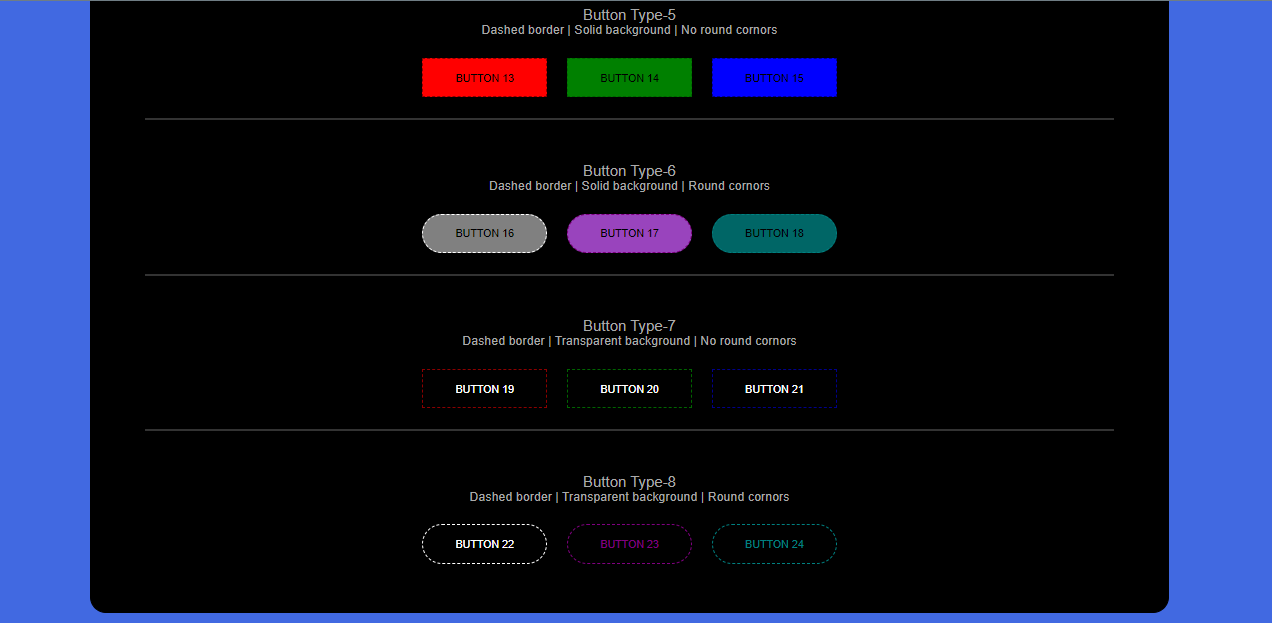 Button Type-5
Dashed border | Solid background | No round cornors
BUTTON 13 BUTTON 14 BUTTON 15
Button Type-6
Dashed border | Solid background | Round cornors
BUTTON 16 BUTTON 17 BUTTON 18
Button Type-7
Dashed border | Transparent background | No round cornors
BUTTON 19 BUTTON 20 BUTTON 21
Button Type-8
Dashed border | Transparent background | Round cornors
BUTTON 22 BUTTON 23 BUTTON 24